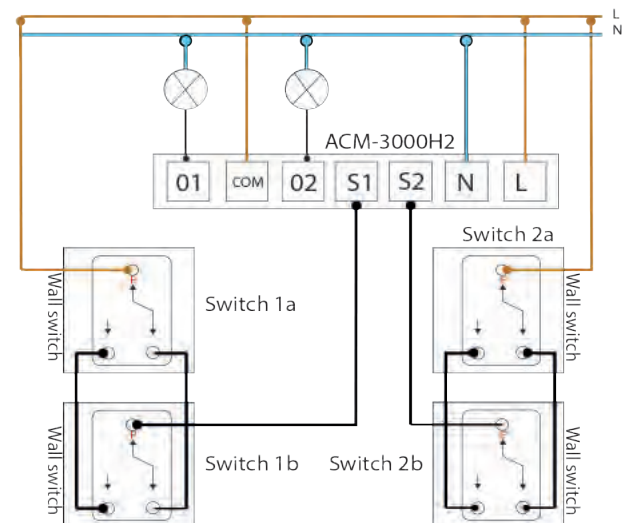 L
N
ACM-3000H2
01 COM 02 S1 S2 N L
Switch 2a
Wall switch
P
Switch 1a
P
Wall switch
Wall switch
P
Switch 1b
Switch 2b
P
Wall switch